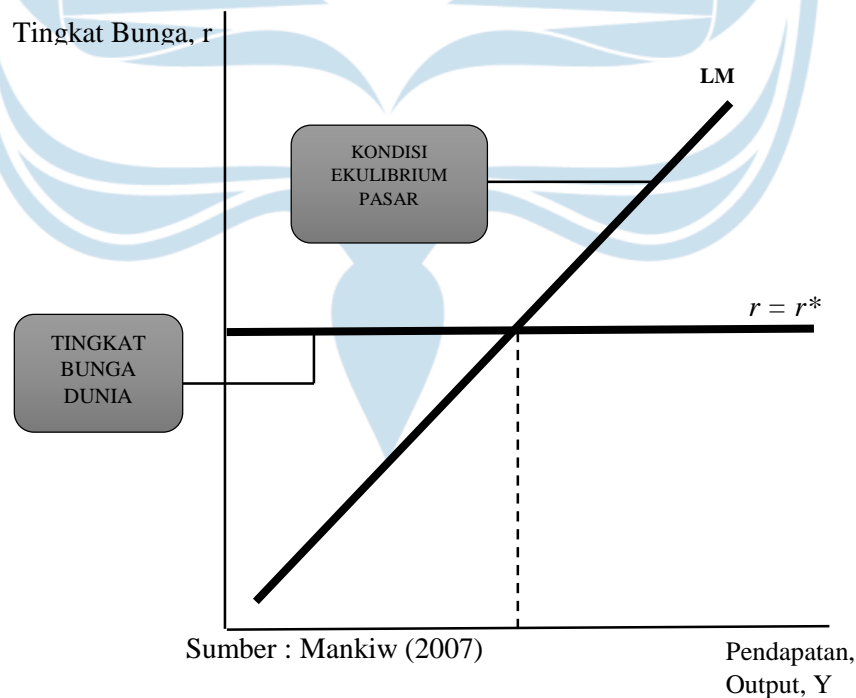 Tingkat Bunga, r
LM
KONDISI
EKULIBRIUM
PASAR
r = r*
TINGKAT
BUNGA
DUNIA
Sumber : Mankiw (2007)
Pendapatan,
Output, Y